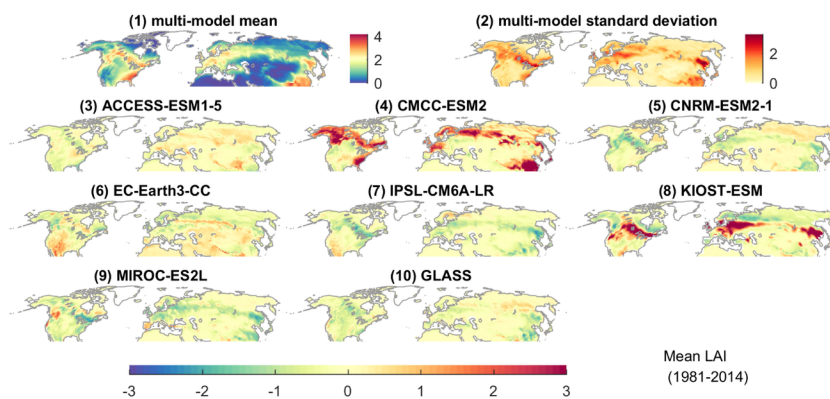 (1) multi-model mean
(2) multi-model standard deviation
4
2
0
2
0
(3) ACCESS-ESM1-5
(4) CMCC-ESM2
(5) CNRM-ESM2-1
(6) EC-Earth3-CC
(7) IPSL-CM6A-LR
(8) KIOST-ESM
(9) MIROC-ES2L
(10) GLASS
-3 -2 -1 0 1 2 3
Mean LAI
(1981-2014)